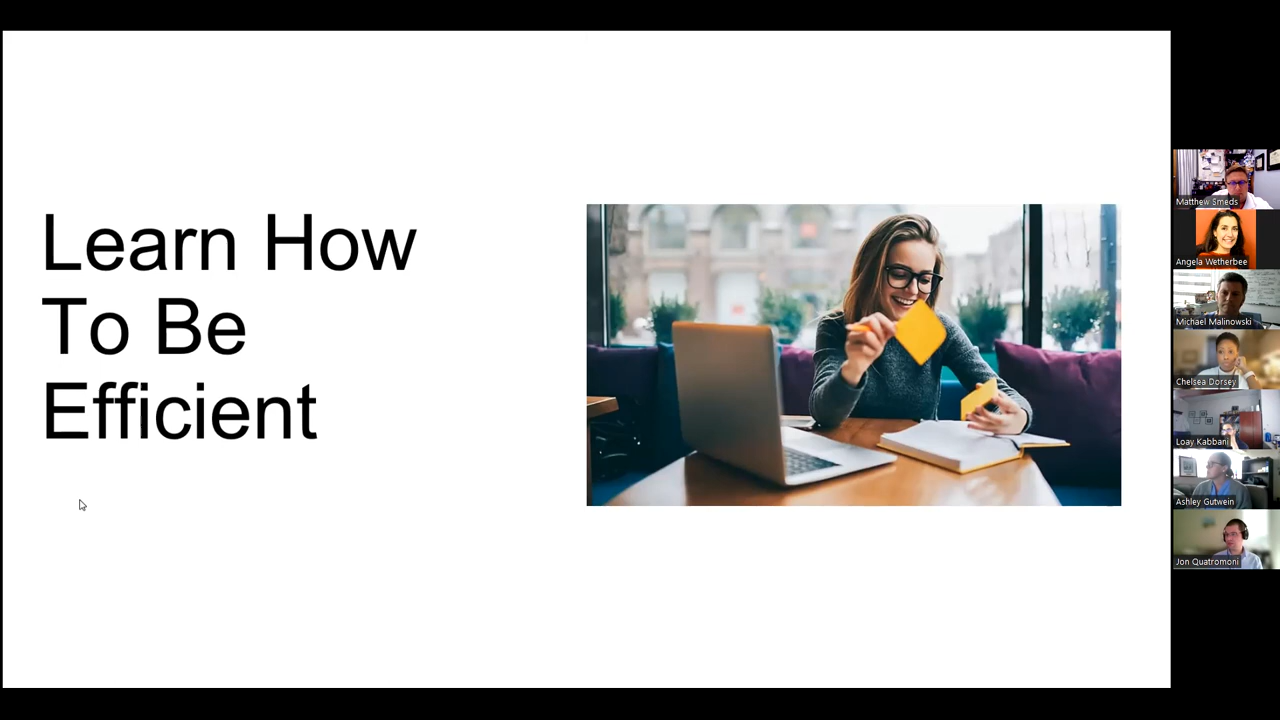 Learn How
To Be
Efficient
Matthew Smeds
Angela Wetherbee
Michael Malinowski
Chelsea Dorsey
Loay Kabbani
Ashley Gutwein
Jon Quatromoni